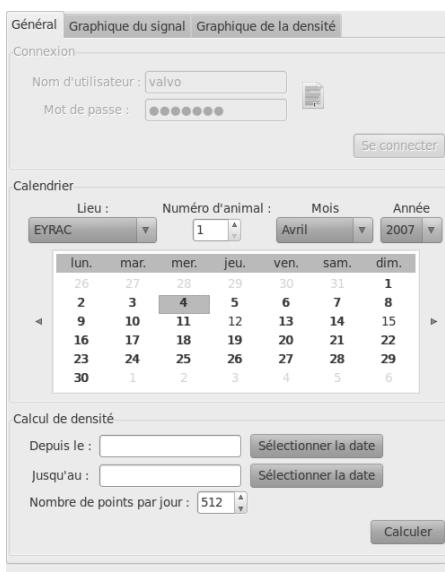 Général Graphique du signal Graphique de la densité
Connexion
Nom d'utilisateur : valvo
Mot de passe : ●●●●●●●
Se connecter
Calendrier
Lieu : Numéro d'animal : Mois Année
EYRAC 1 Avril 2007
lun. mar. mer. jeu. ven. sam. dim.
26 27 28 29 30 31 1
2 3 4 5 6 7 8
9 10 11 12 13 14 15
16 17 18 19 20 21 22
23 24 25 26 27 28 29
30 1 2 3 4 5 6
Calcul de densité
Depuis le : Sélectionner la date
Jusqu'au : Sélectionner la date
Nombre de points par jour : 512
Calculer